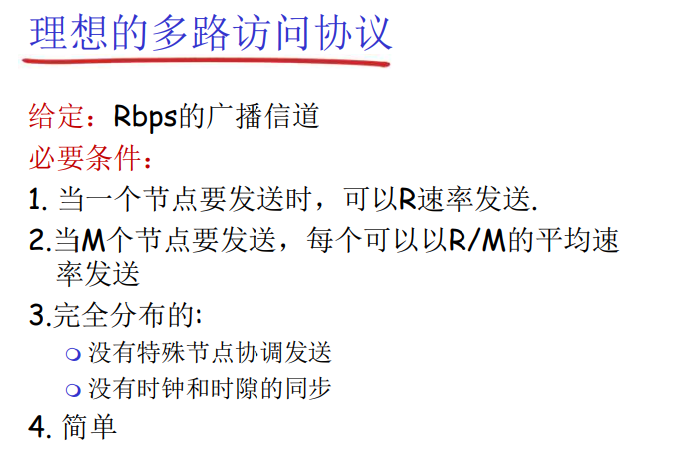 理想的多路访问协议
给定：Rbps的广播信道
必要条件：
1. 当一个节点要发送时，可以R速率发送.
2.当M个节点要发送，每个可以以R/M的平均速
率发送
3.完全分布的:
没有特殊节点协调发送
没有时钟和时隙的同步
4. 简单